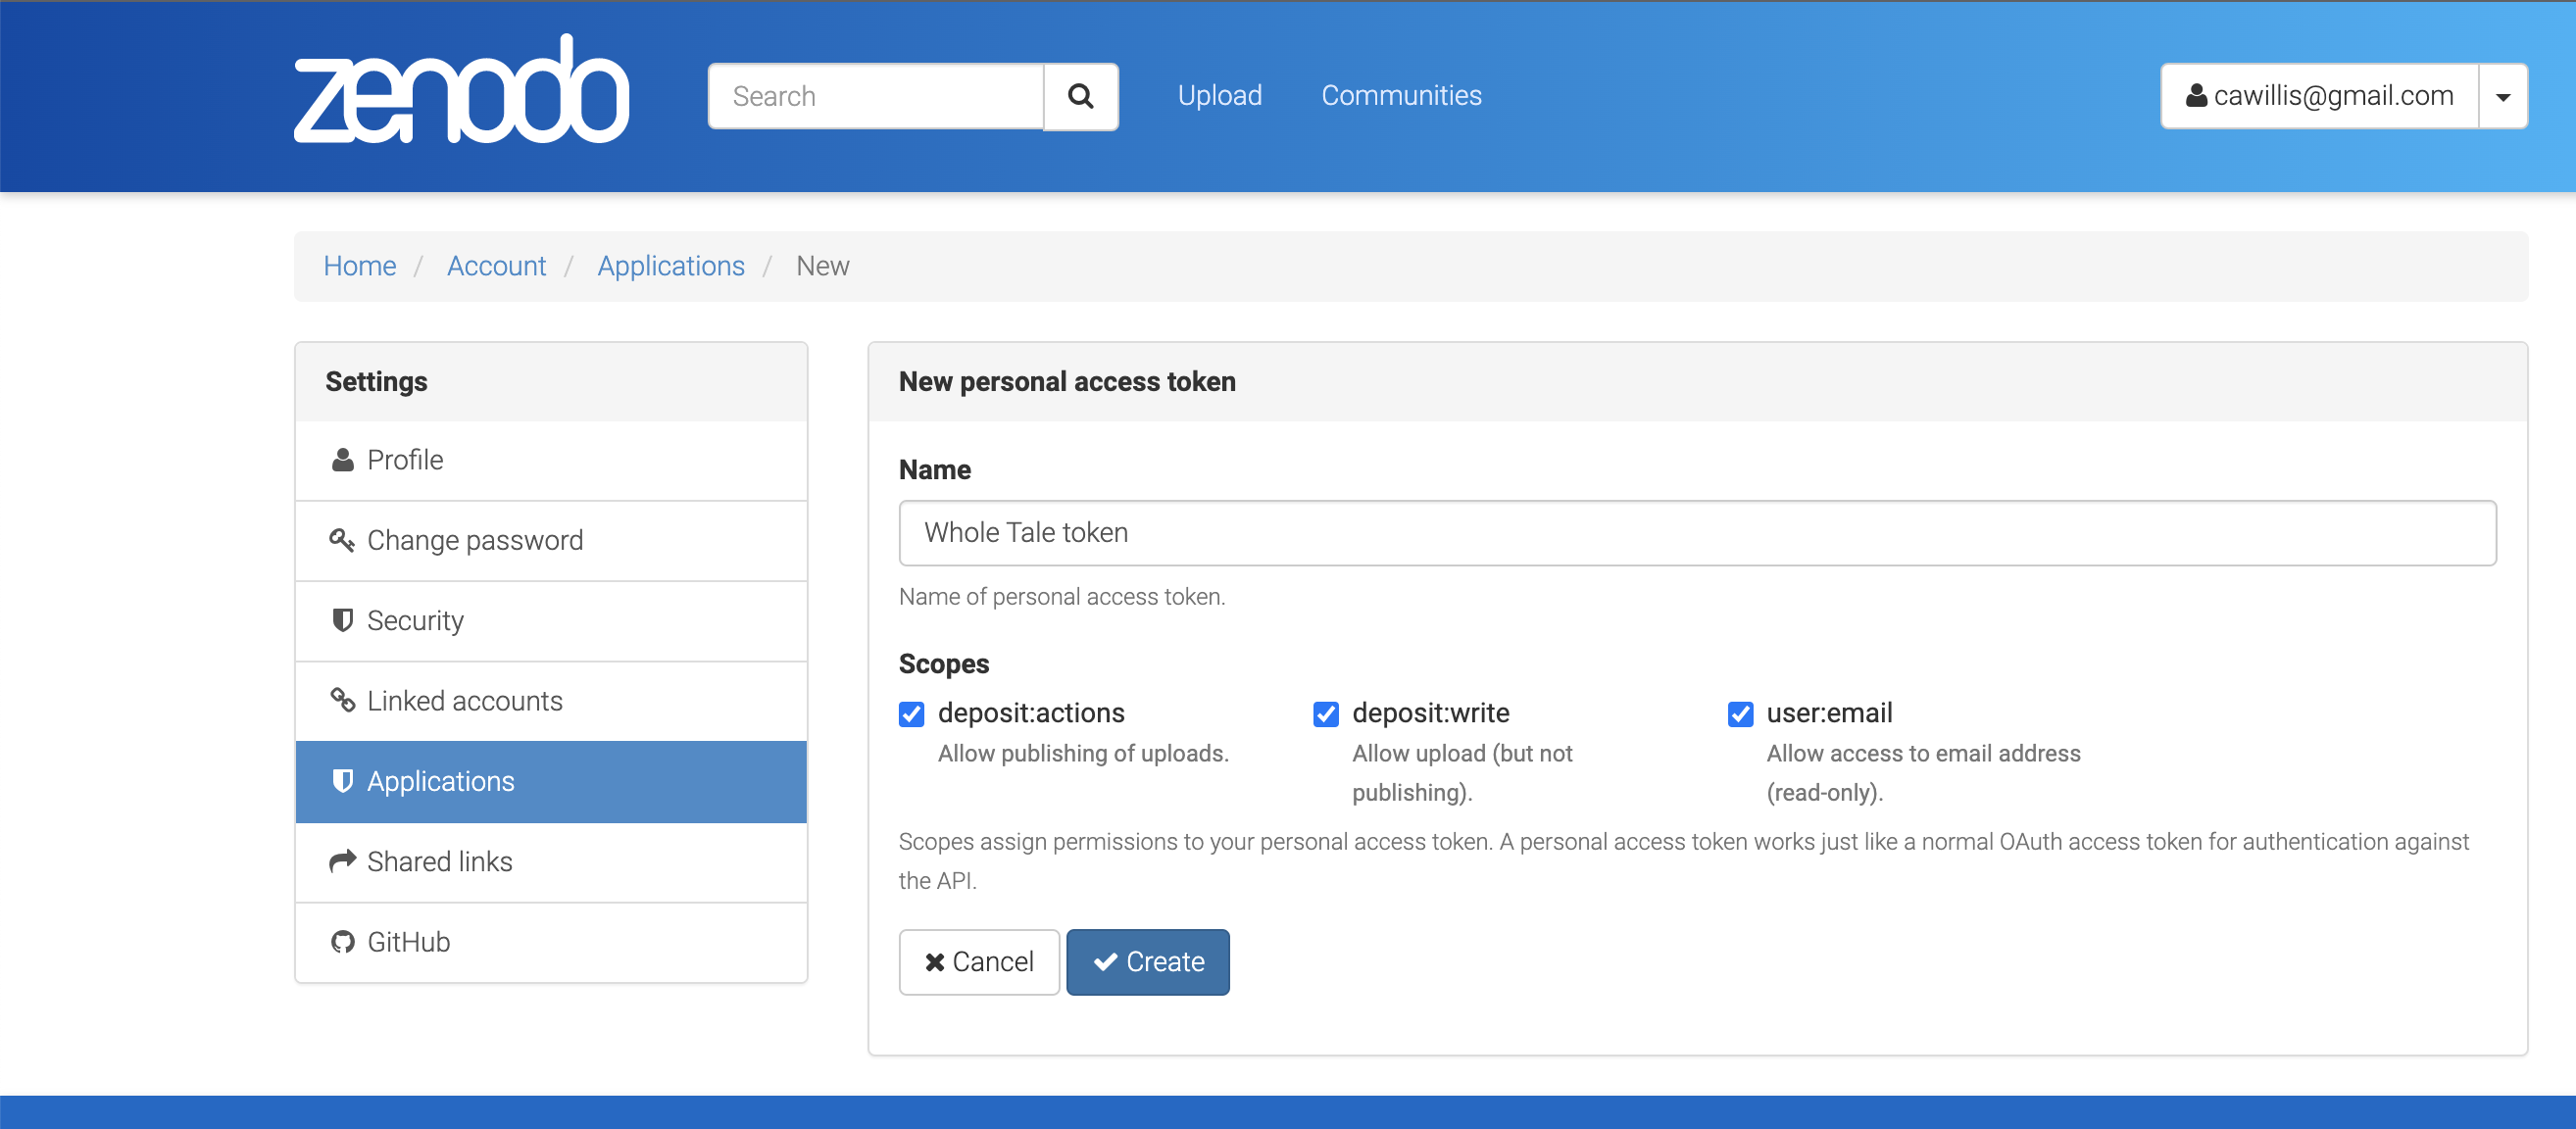 zenodo
Search
Upload Communities
cawillis@gmail.com
Home / Account / Applications / New
Settings
Profile
Change password
Security
Linked accounts
Applications
Shared links
GitHub
New personal access token
Name
Whole Tale token
Name of personal access token.
Scopes
deposit:actions
Allow publishing of uploads.
deposit:write
Allow upload (but not
publishing).
user:email
Allow access to email address
(read-only).
Scopes assign permissions to your personal access token. A personal access token works just like a normal OAuth access token for authentication against
the API.
Cancel
Create